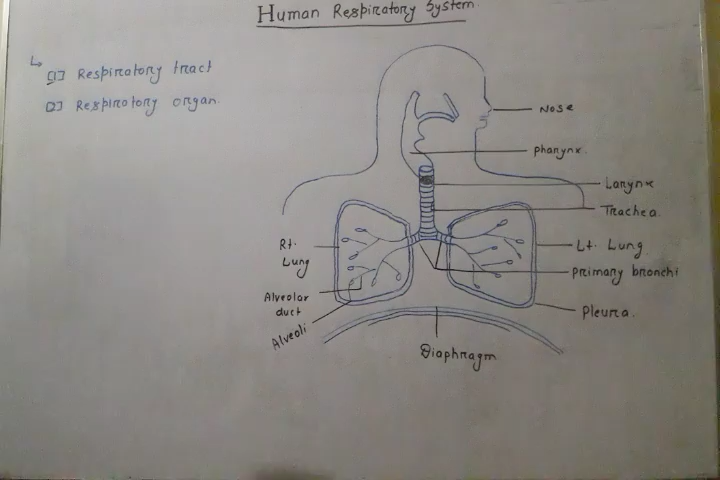 Human Respiratory System
↳
[1] Respiratory tract
[2] Respiratory organ.
Nose
pharynx.
Larynx
Trachea.
Rt. Lung
Lt. Lung
primary bronchi
Alveolar duct
Pleura.
Alveoli
Diaphragm